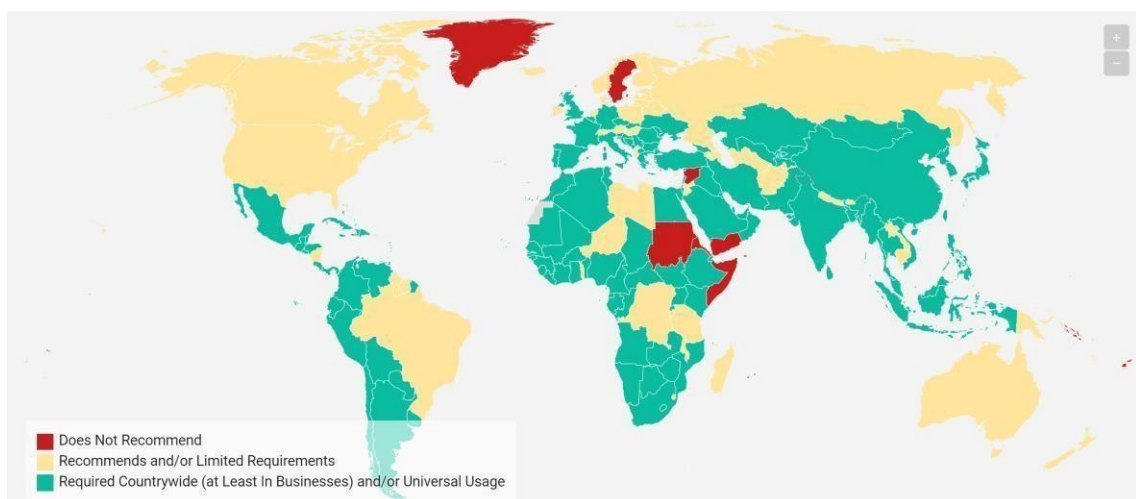 +
−
Does Not Recommend
Recommends and/or Limited Requirements
Required Countrywide (at Least In Businesses) and/or Universal Usage